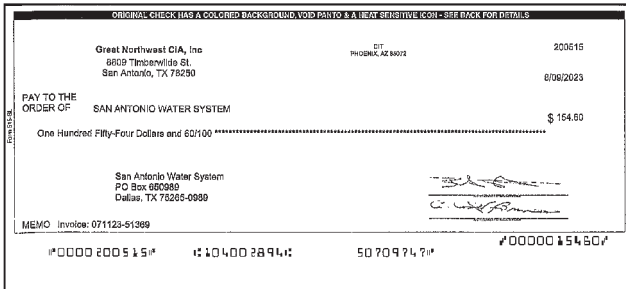 ORIGINAL CHECK HAS A COLORED BACKGROUND, VOID PANTO & A HEAT SENSITIVE ICON - SEE BACK FOR DETAILS
Great Northwest CIA, Inc
8809 Timberwilde St.
San Antonio, TX 78250
CIT
PHOENIX, AZ 85072
200515
8/09/2023
PAY TO THE
ORDER OF SAN ANTONIO WATER SYSTEM
$ 154.60
One Hundred Fifty-Four Dollars and 60/100 **********
San Antonio Water System
PO Box 650989
Dallas, TX 75265-0989
MEMO Invoice: 071123-51369
⑈0000200515⑈ ⑆104002894⑆ 50709747⑈ ⑇0000015460⑇